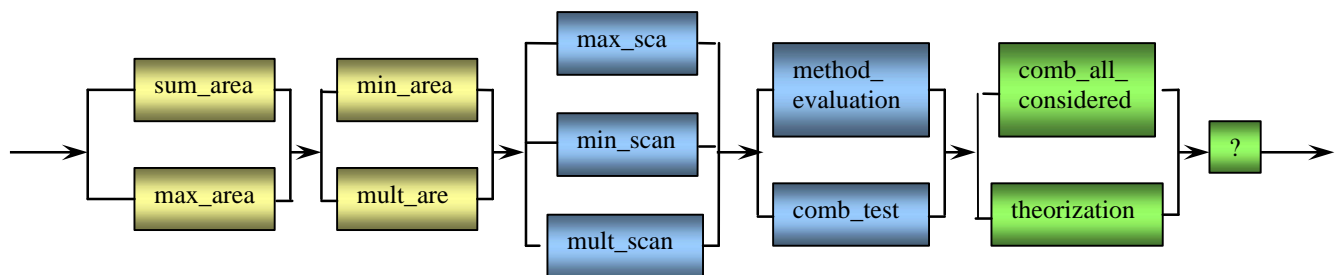 sum_area
max_area
min_area
mult_are
max_sca
min_scan
mult_scan
method_
evaluation
comb_test
comb_all_
considered
theorization
?